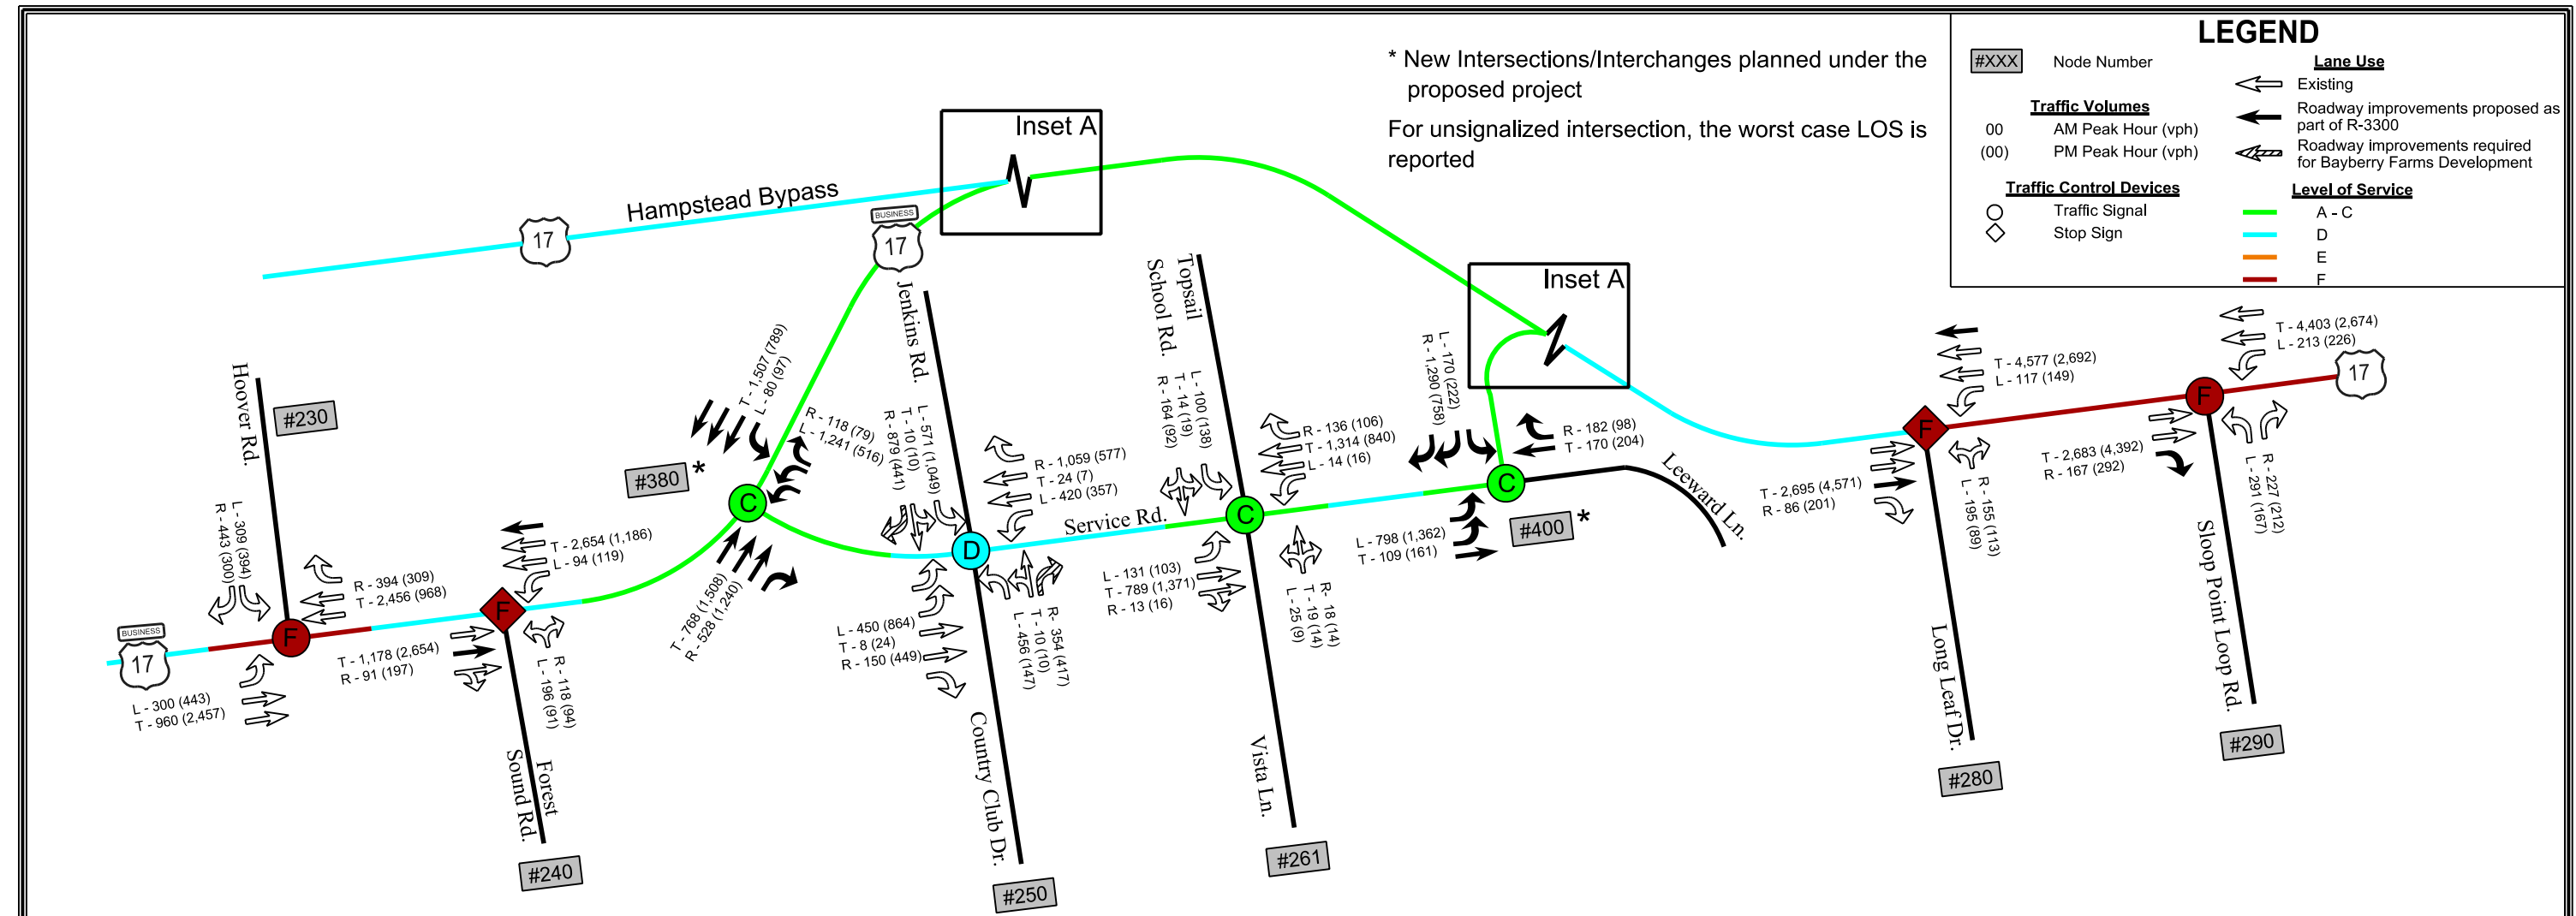 * New Intersections/Interchanges planned under the
proposed project
For unsignalized intersection, the worst case LOS is
reported
LEGEND
#XXX Node Number
Traffic Volumes
00 AM Peak Hour (vph)
(00) PM Peak Hour (vph)
Traffic Control Devices
Traffic Signal
Stop Sign
Lane Use
Existing
Roadway improvements proposed as
part of R-3300
Roadway improvements required
for Bayberry Farms Development
Level of Service
A - C
D
E
F
Inset A
Hampstead Bypass
17
BUSINESS
17
Inset A
Hoover Rd.
#230
L - 309 (394)
R - 443 (300)
R - 394 (309)
T - 2,456 (968)
F
BUSINESS
17
L - 300 (443)
T - 960 (2,457)
T - 2,654 (1,186)
L - 94 (119)
F
T - 1,178 (2,654)
R - 91 (197)
R - 118 (94)
L - 196 (91)
Forest
Sound Rd.
#240
#380 *
T - 1,507 (789)
L - 80 (97)
R - 118 (79)
L - 1,241 (516)
C
T - 768 (1,508)
R - 528 (1,240)
Jenkins Rd.
L - 571 (1,049)
T - 10 (10)
R - 879 (441)
R - 1,059 (577)
T - 24 (7)
L - 420 (357)
D
Service Rd.
L - 450 (864)
T - 8 (24)
R - 150 (449)
R- 354 (417)
T - 10 (10)
L - 456 (147)
Country Club Dr.
#250
Topsail
School Rd.
L - 100 (138)
T - 14 (19)
R - 164 (92)
R - 136 (106)
T - 1,314 (840)
L - 14 (16)
C
L - 131 (103)
T - 789 (1,371)
R - 13 (16)
R- 18 (14)
T - 19 (14)
L - 25 (9)
Vista Ln.
#261
L - 170 (222)
R - 1,290 (758)
R - 182 (98)
T - 170 (204)
C
#400 *
L - 798 (1,362)
T - 109 (161)
Leeward Ln.
T - 4,577 (2,692)
L - 117 (149)
F
T - 2,695 (4,571)
R - 86 (201)
R - 155 (113)
L - 195 (89)
Long Leaf Dr.
#280
T - 4,403 (2,674)
L - 213 (226)
17
F
T - 2,683 (4,392)
R - 167 (292)
R - 227 (212)
L - 291 (167)
Sloop Point Loop Rd.
#290